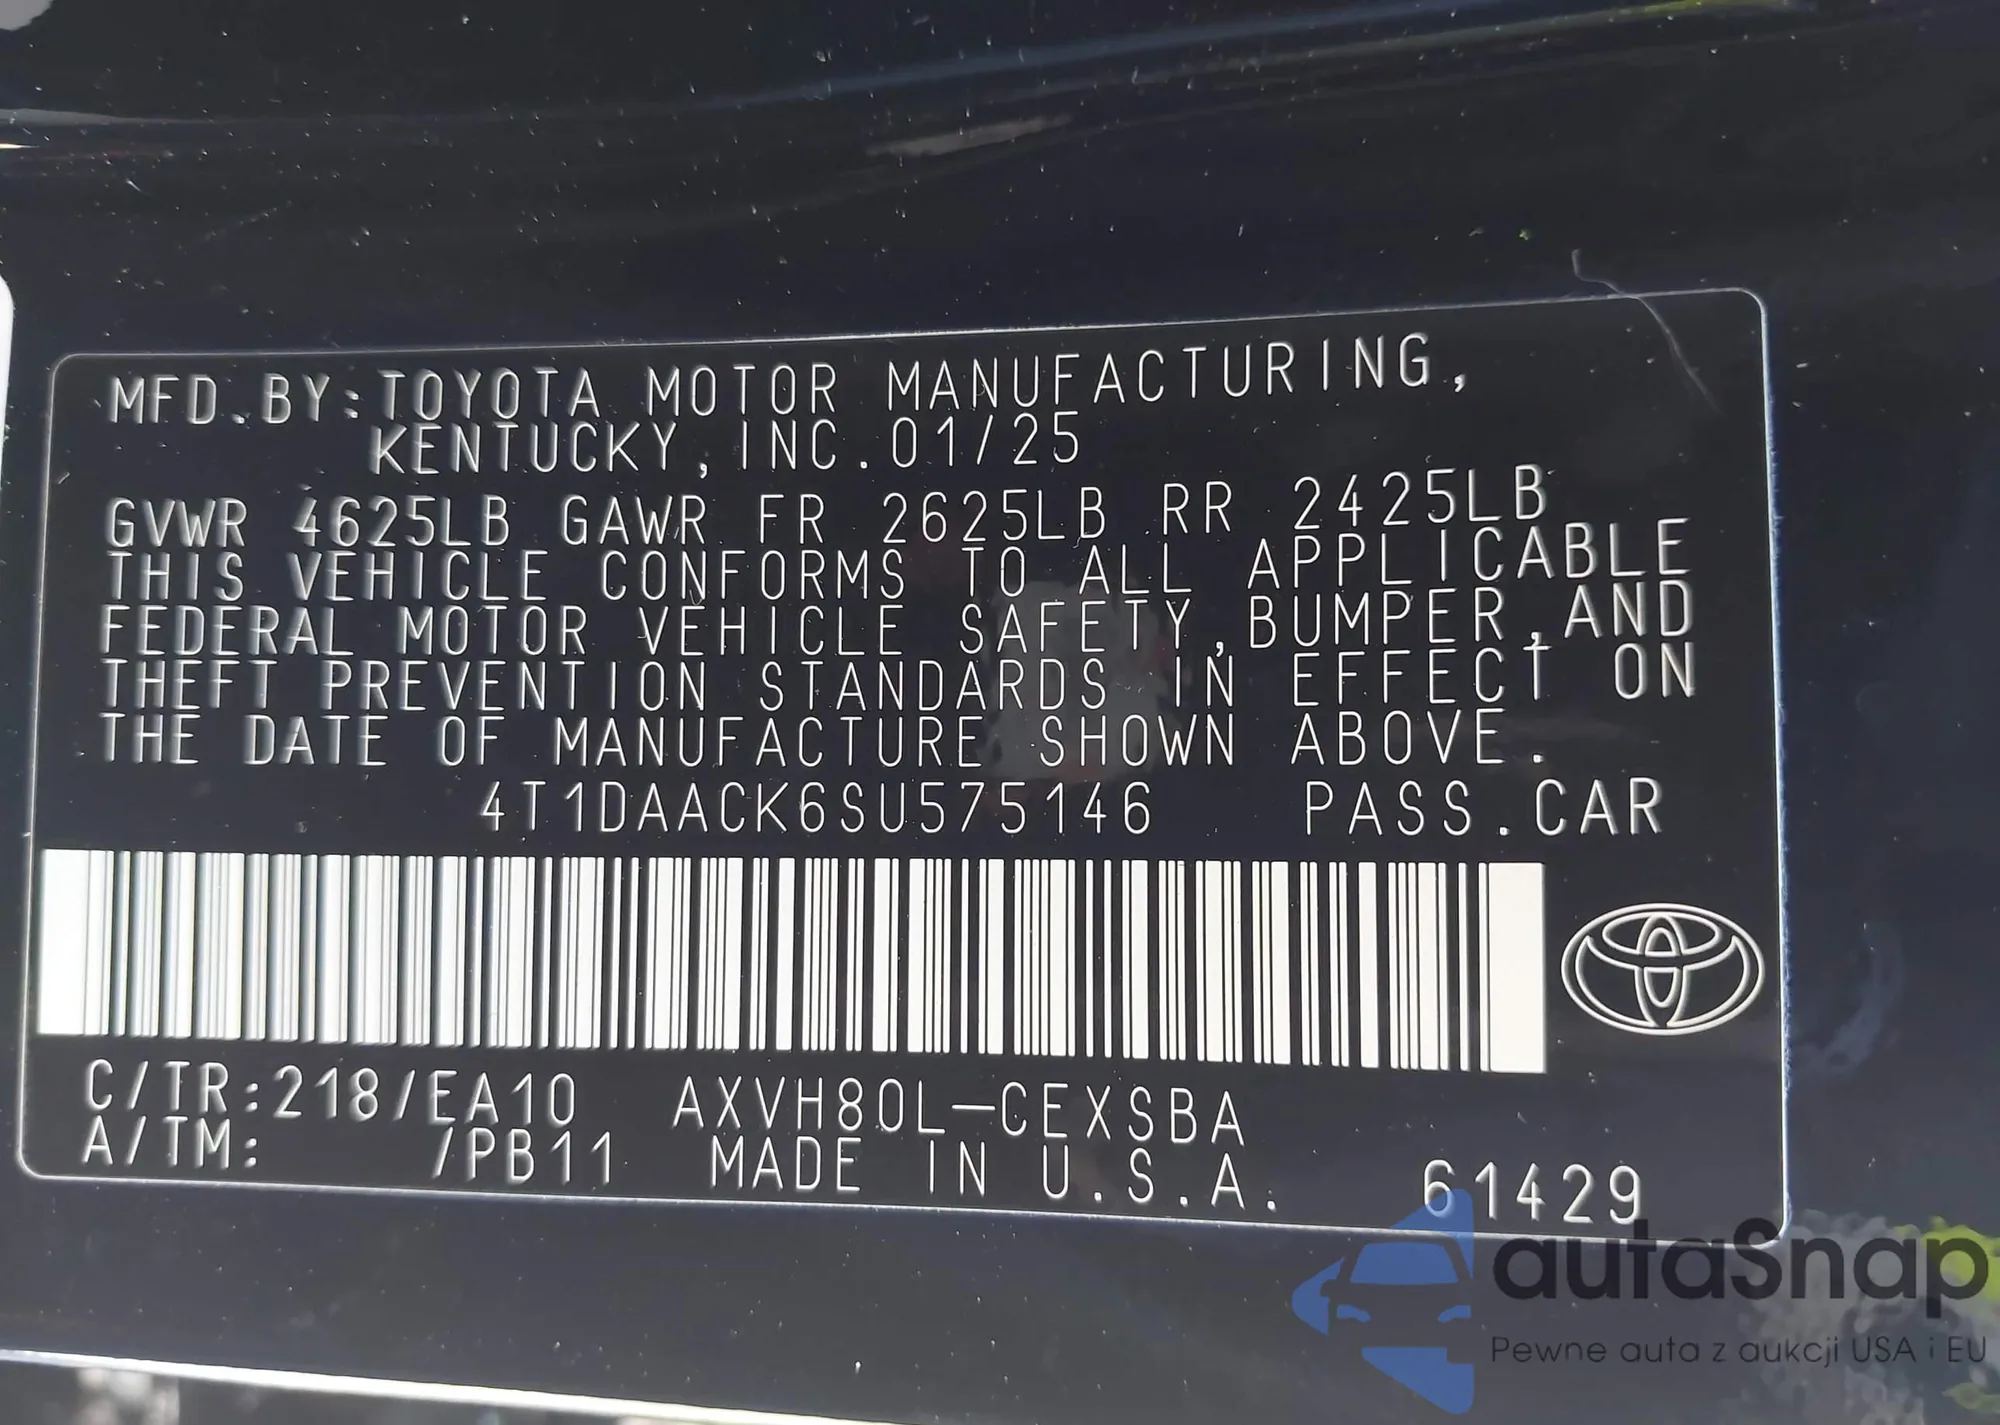 MFD.BY:TOYOTA MOTOR MANUFACTURING,
KENTUCKY,INC.01/25
GVWR 4625LB GAWR FR 2625LB RR 2425LB
THIS VEHICLE CONFORMS TO ALL APPLICABLE
FEDERAL MOTOR VEHICLE SAFETY,BUMPER,AND
THEFT PREVENTION STANDARDS IN EFFECT ON
THE DATE OF MANUFACTURE SHOWN ABOVE.
4T1DAACK6SU575146 PASS.CAR
C/TR:218/EA10 AXVH80L-CEXSBA
A/TM: /PB11 MADE IN U.S.A. 61429
autaSnap
Pewne auta z aukcji USA i EU